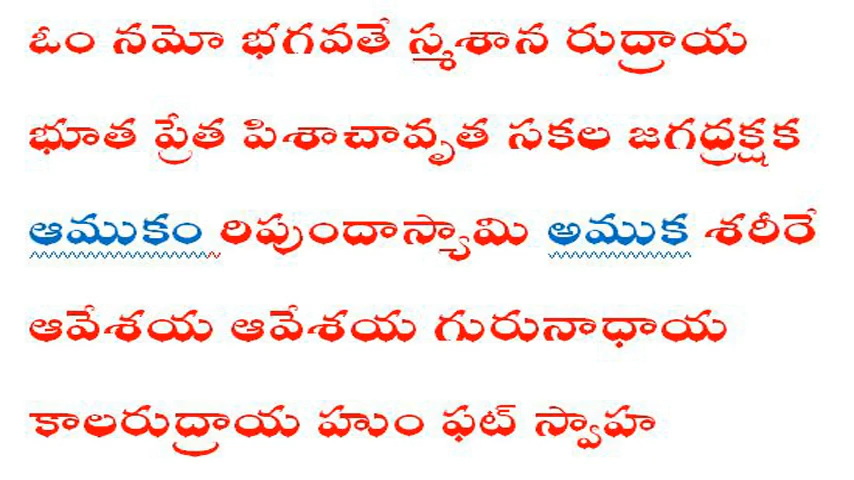 ఓం నమో భగవతే స్మశాన రుద్రాయ
భూత ప్రేత పిశాచావృత సకల జగద్రక్షక
ఆముకం రిపుందాస్యామి అముక శరీరే
ఆవేశయ ఆవేశయ గురునాధాయ
కాలరుద్రాయ హుం ఫట్ స్వాహ